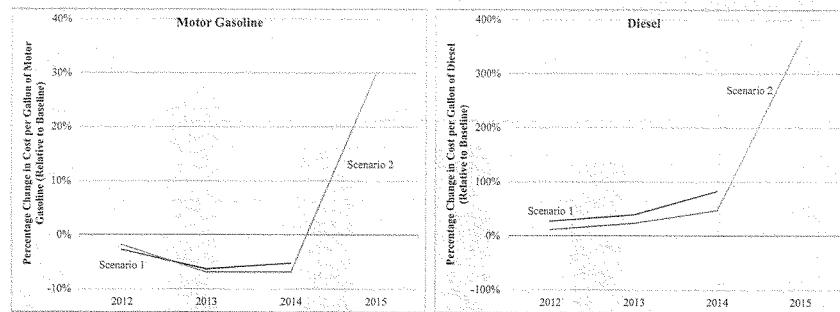 Motor Gasoline
Percentage Change in Cost per Gallon of Motor
Gasoline (Relative to Baseline)
40%
30%
20%
10%
0%
-10%
Scenario 1
Scenario 2
2012
2013
2014
2015
Diesel
Percentage Change in Cost per Gallon of Diesel
(Relative to Baseline)
400%
300%
200%
100%
0%
-100%
Scenario 1
Scenario 2
2012
2013
2014
2015